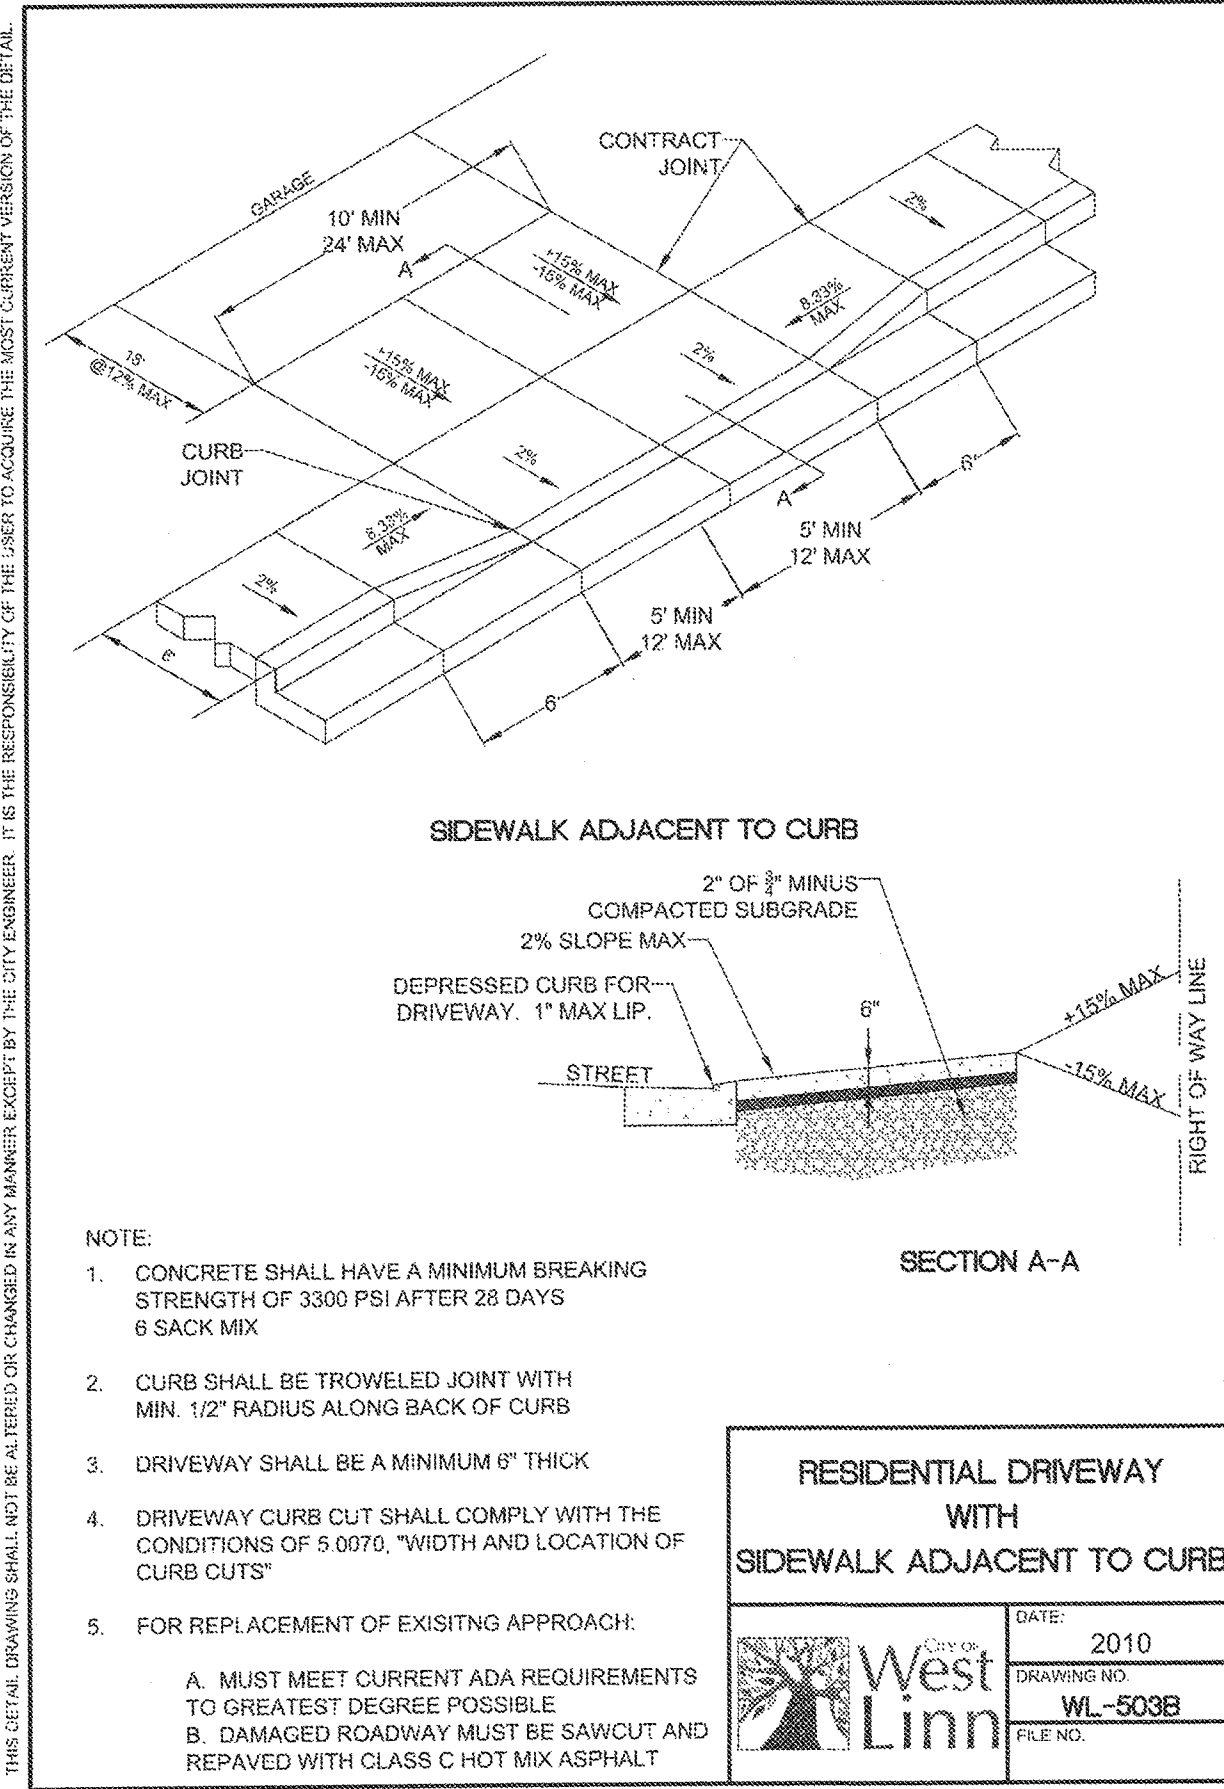 THIS DETAIL DRAWING SHALL NOT BE ALTERED OR CHANGED IN ANY MANNER EXCEPT BY THE CITY ENGINEER. IT IS THE RESPONSIBILITY OF THE USER TO ACQUIRE THE MOST CURRENT VERSION OF THE DETAIL.
CONTRACT
JOINT
GARAGE
10' MIN
24' MAX
A
+15% MAX
-15% MAX
2%
8.33%
MAX
18'
@12% MAX
+15% MAX
-15% MAX
2%
CURB
JOINT
2%
A
6'
8.33%
MAX
5' MIN
12' MAX
2%
5' MIN
12' MAX
6'
6'
SIDEWALK ADJACENT TO CURB
2" OF 3/4" MINUS
COMPACTED SUBGRADE
2% SLOPE MAX
DEPRESSED CURB FOR
DRIVEWAY. 1" MAX LIP.
6"
STREET
+15% MAX
-15% MAX
RIGHT OF WAY LINE
SECTION A-A
NOTE:
1. CONCRETE SHALL HAVE A MINIMUM BREAKING
STRENGTH OF 3300 PSI AFTER 28 DAYS
6 SACK MIX
2. CURB SHALL BE TROWELED JOINT WITH
MIN. 1/2" RADIUS ALONG BACK OF CURB
3. DRIVEWAY SHALL BE A MINIMUM 6" THICK
4. DRIVEWAY CURB CUT SHALL COMPLY WITH THE
CONDITIONS OF 5.0070, "WIDTH AND LOCATION OF
CURB CUTS"
5. FOR REPLACEMENT OF EXISITNG APPROACH:
A. MUST MEET CURRENT ADA REQUIREMENTS
TO GREATEST DEGREE POSSIBLE
B. DAMAGED ROADWAY MUST BE SAWCUT AND
REPAVED WITH CLASS C HOT MIX ASPHALT
RESIDENTIAL DRIVEWAY
WITH
SIDEWALK ADJACENT TO CURB
CITY OF
West
Linn
DATE:
2010
DRAWING NO.
WL-503B
FILE NO.